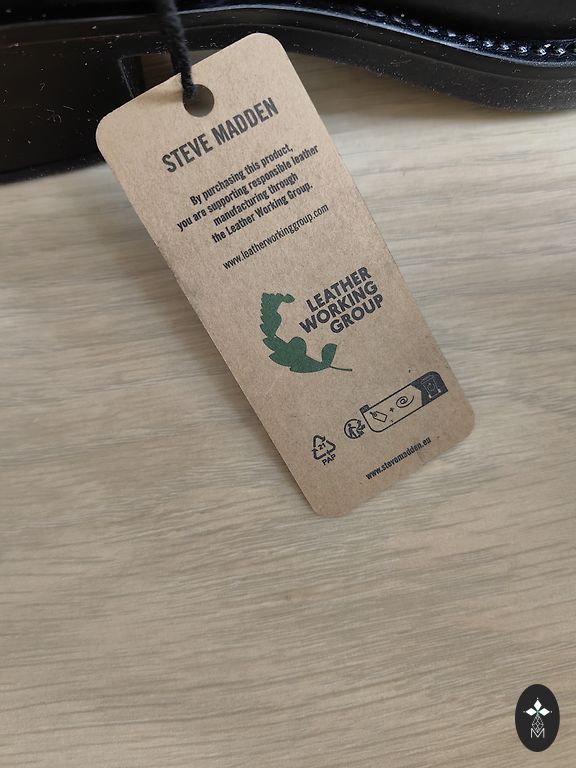 STEVE MADDEN
By purchasing this product,
you are supporting responsible leather
manufacturing through
the Leather Working Group.
www.leatherworkinggroup.com
LEATHER
WORKING
GROUP
21
PAP
www.stevemadden.eu
M